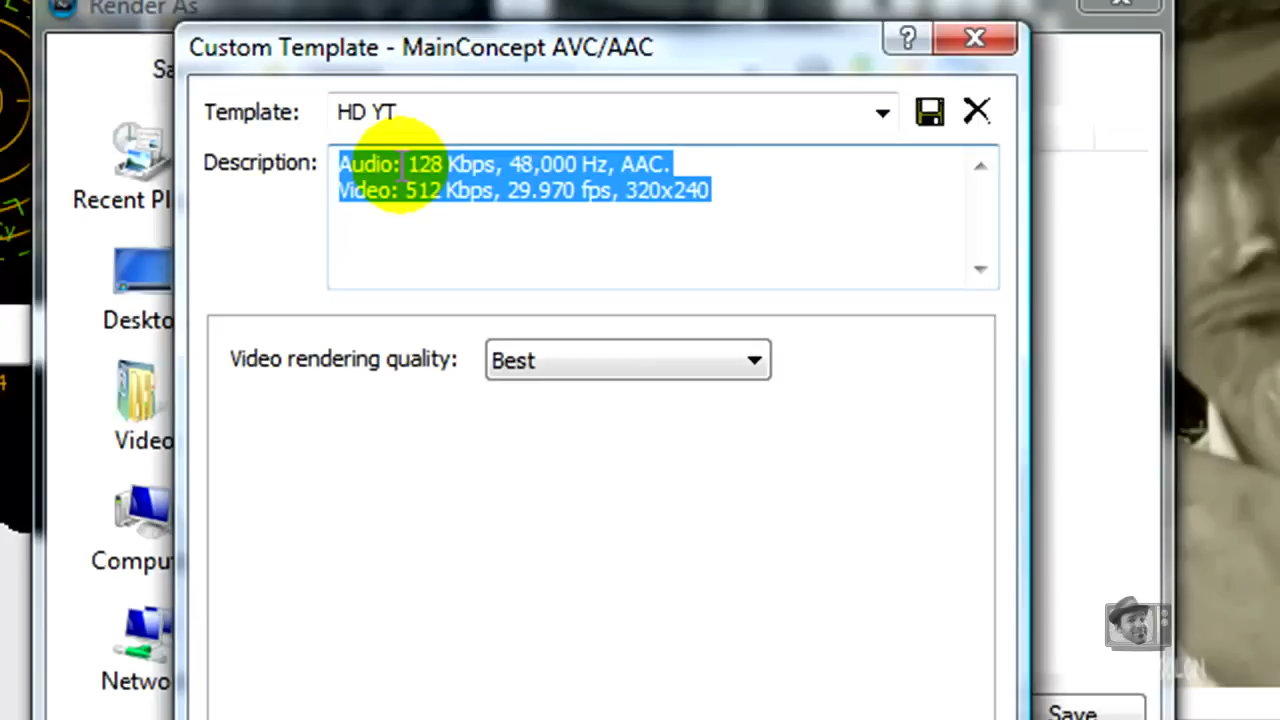 Render As
Custom Template - MainConcept AVC/AAC
Sa
Template:
HD YT
Description:
Audio: 128 Kbps, 48,000 Hz, AAC.
Video: 512 Kbps, 29.970 fps, 320x240
Recent Pl
Deskto
Video rendering quality:
Best
Video
Compu
Netwo
Save